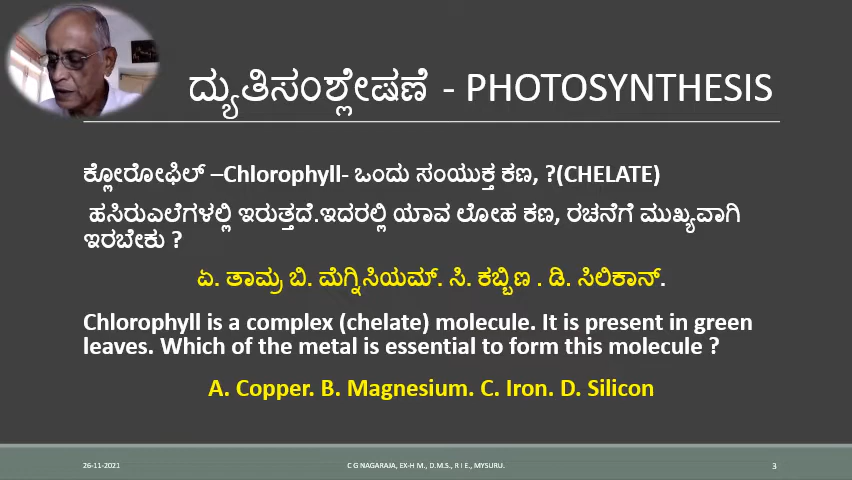 ದ್ಯುತಿಸಂಶ್ಲೇಷಣೆ - PHOTOSYNTHESIS
ಕ್ಲೋರೋಫಿಲ್ –Chlorophyll- ಒಂದು ಸಂಯುಕ್ತ ಕಣ, ?(CHELATE)
ಹಸಿರುಎಲೆಗಳಲ್ಲಿ ಇರುತ್ತದೆ.ಇದರಲ್ಲಿ ಯಾವ ಲೋಹ ಕಣ, ರಚನೆಗೆ ಮುಖ್ಯವಾಗಿ
ಇರಬೇಕು ?
ಏ. ತಾಮ್ರ ಬಿ. ಮೆಗ್ನಿಸಿಯಮ್. ಸಿ. ಕಬ್ಬಿಣ . ಡಿ. ಸಿಲಿಕಾನ್.
Chlorophyll is a complex (chelate) molecule. It is present in green
leaves. Which of the metal is essential to form this molecule ?
A. Copper. B. Magnesium. C. Iron. D. Silicon
26-11-2021 C G NAGARAJA, EX-H M., D.M.S., R I E., MYSURU. 3